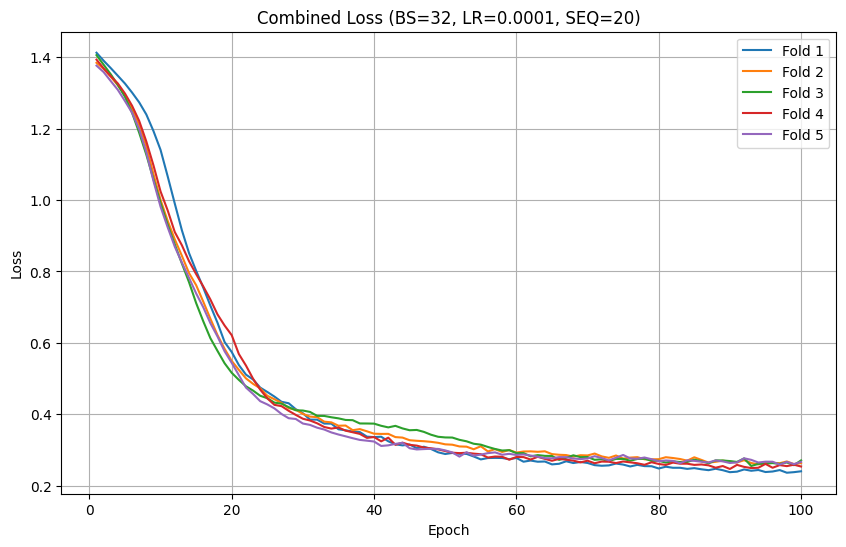 Combined Loss (BS=32, LR=0.0001, SEQ=20)
Fold 1
Fold 2
Fold 3
Fold 4
Fold 5
Loss
1.4
1.2
1.0
0.8
0.6
0.4
0.2
0 20 40 60 80 100
Epoch